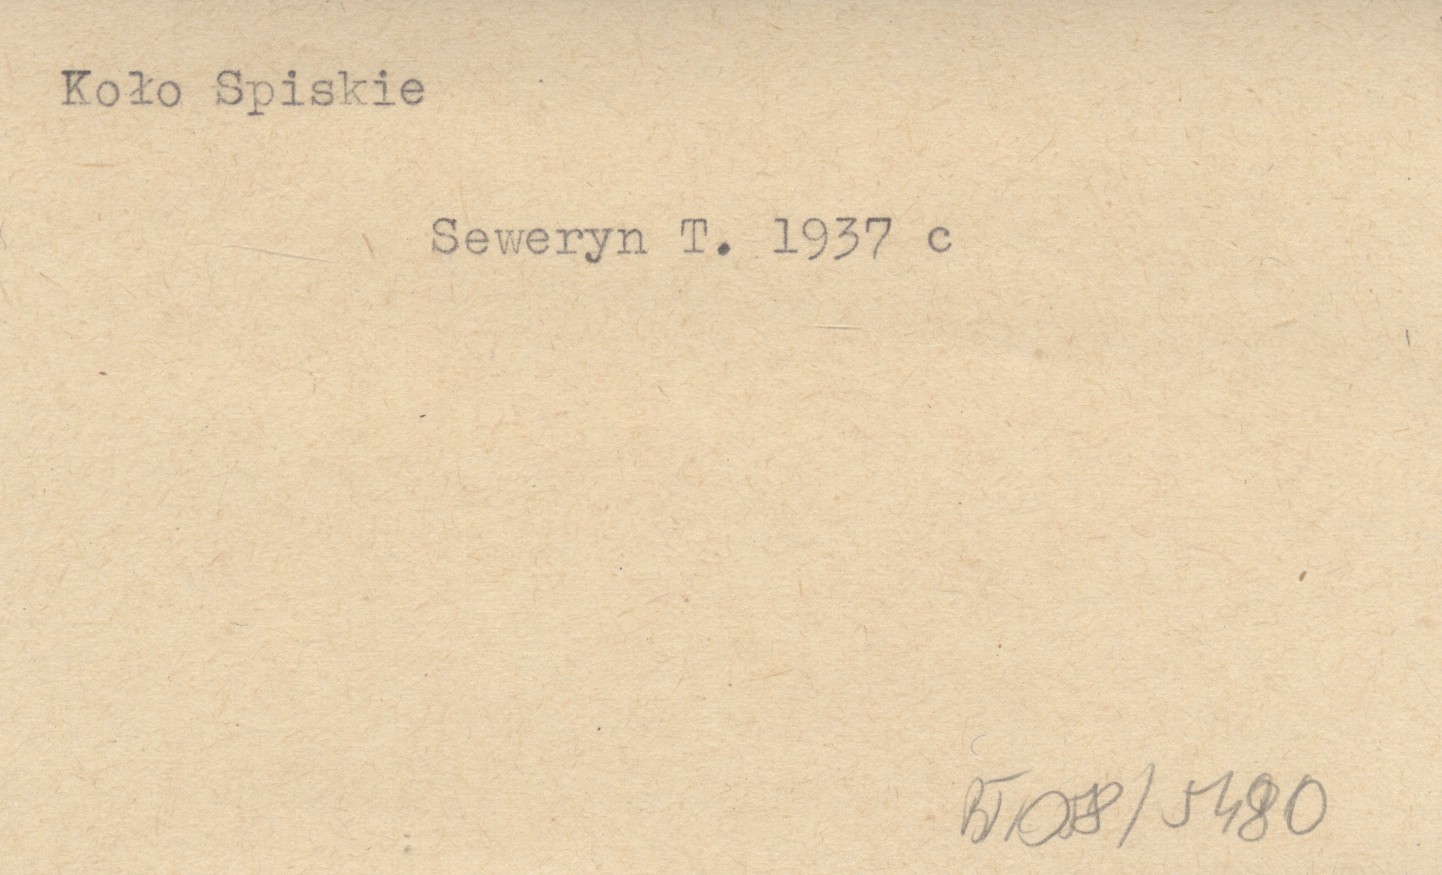 Koło Spiskie
Seweryn T. 1937 c